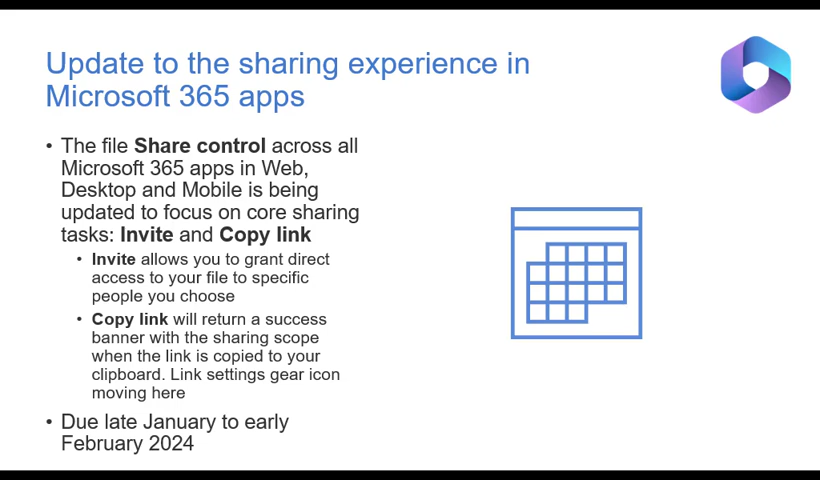 Update to the sharing experience in
Microsoft 365 apps
• The file Share control across all
Microsoft 365 apps in Web,
Desktop and Mobile is being
updated to focus on core sharing
tasks: Invite and Copy link
• Invite allows you to grant direct
access to your file to specific
people you choose
• Copy link will return a success
banner with the sharing scope
when the link is copied to your
clipboard. Link settings gear icon
moving here
• Due late January to early
February 2024